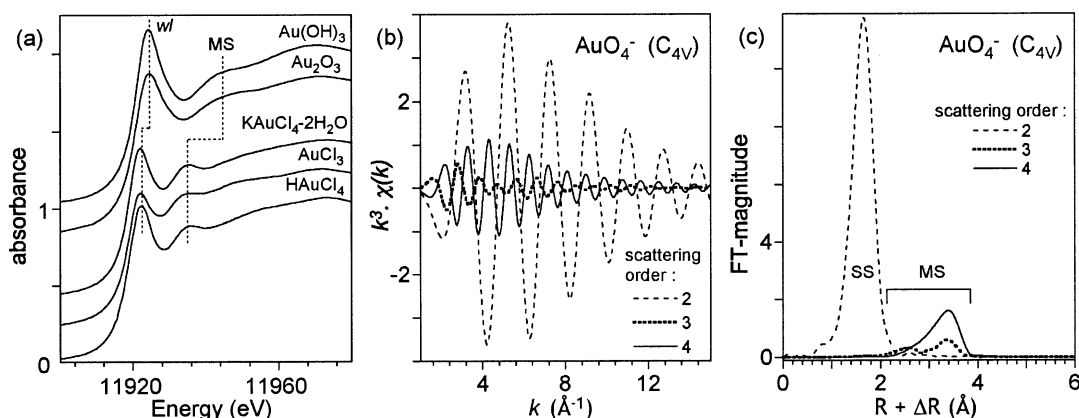 (a)
wl
MS
Au(OH)₃
Au₂O₃
KAuCl₄-2H₂O
AuCl₃
HAuCl₄
absorbance
1
0
11920
11960
Energy (eV)
(b)
AuO₄⁻ (C₄ᵥ)
k³. χ(k)
2
-2
scattering
order :
2
3
4
4
8
12
k (Å⁻¹)
(c)
AuO₄⁻ (C₄ᵥ)
scattering order :
2
3
4
FT-magnitude
4
0
SS
MS
0
2
4
6
R + ΔR (Å)